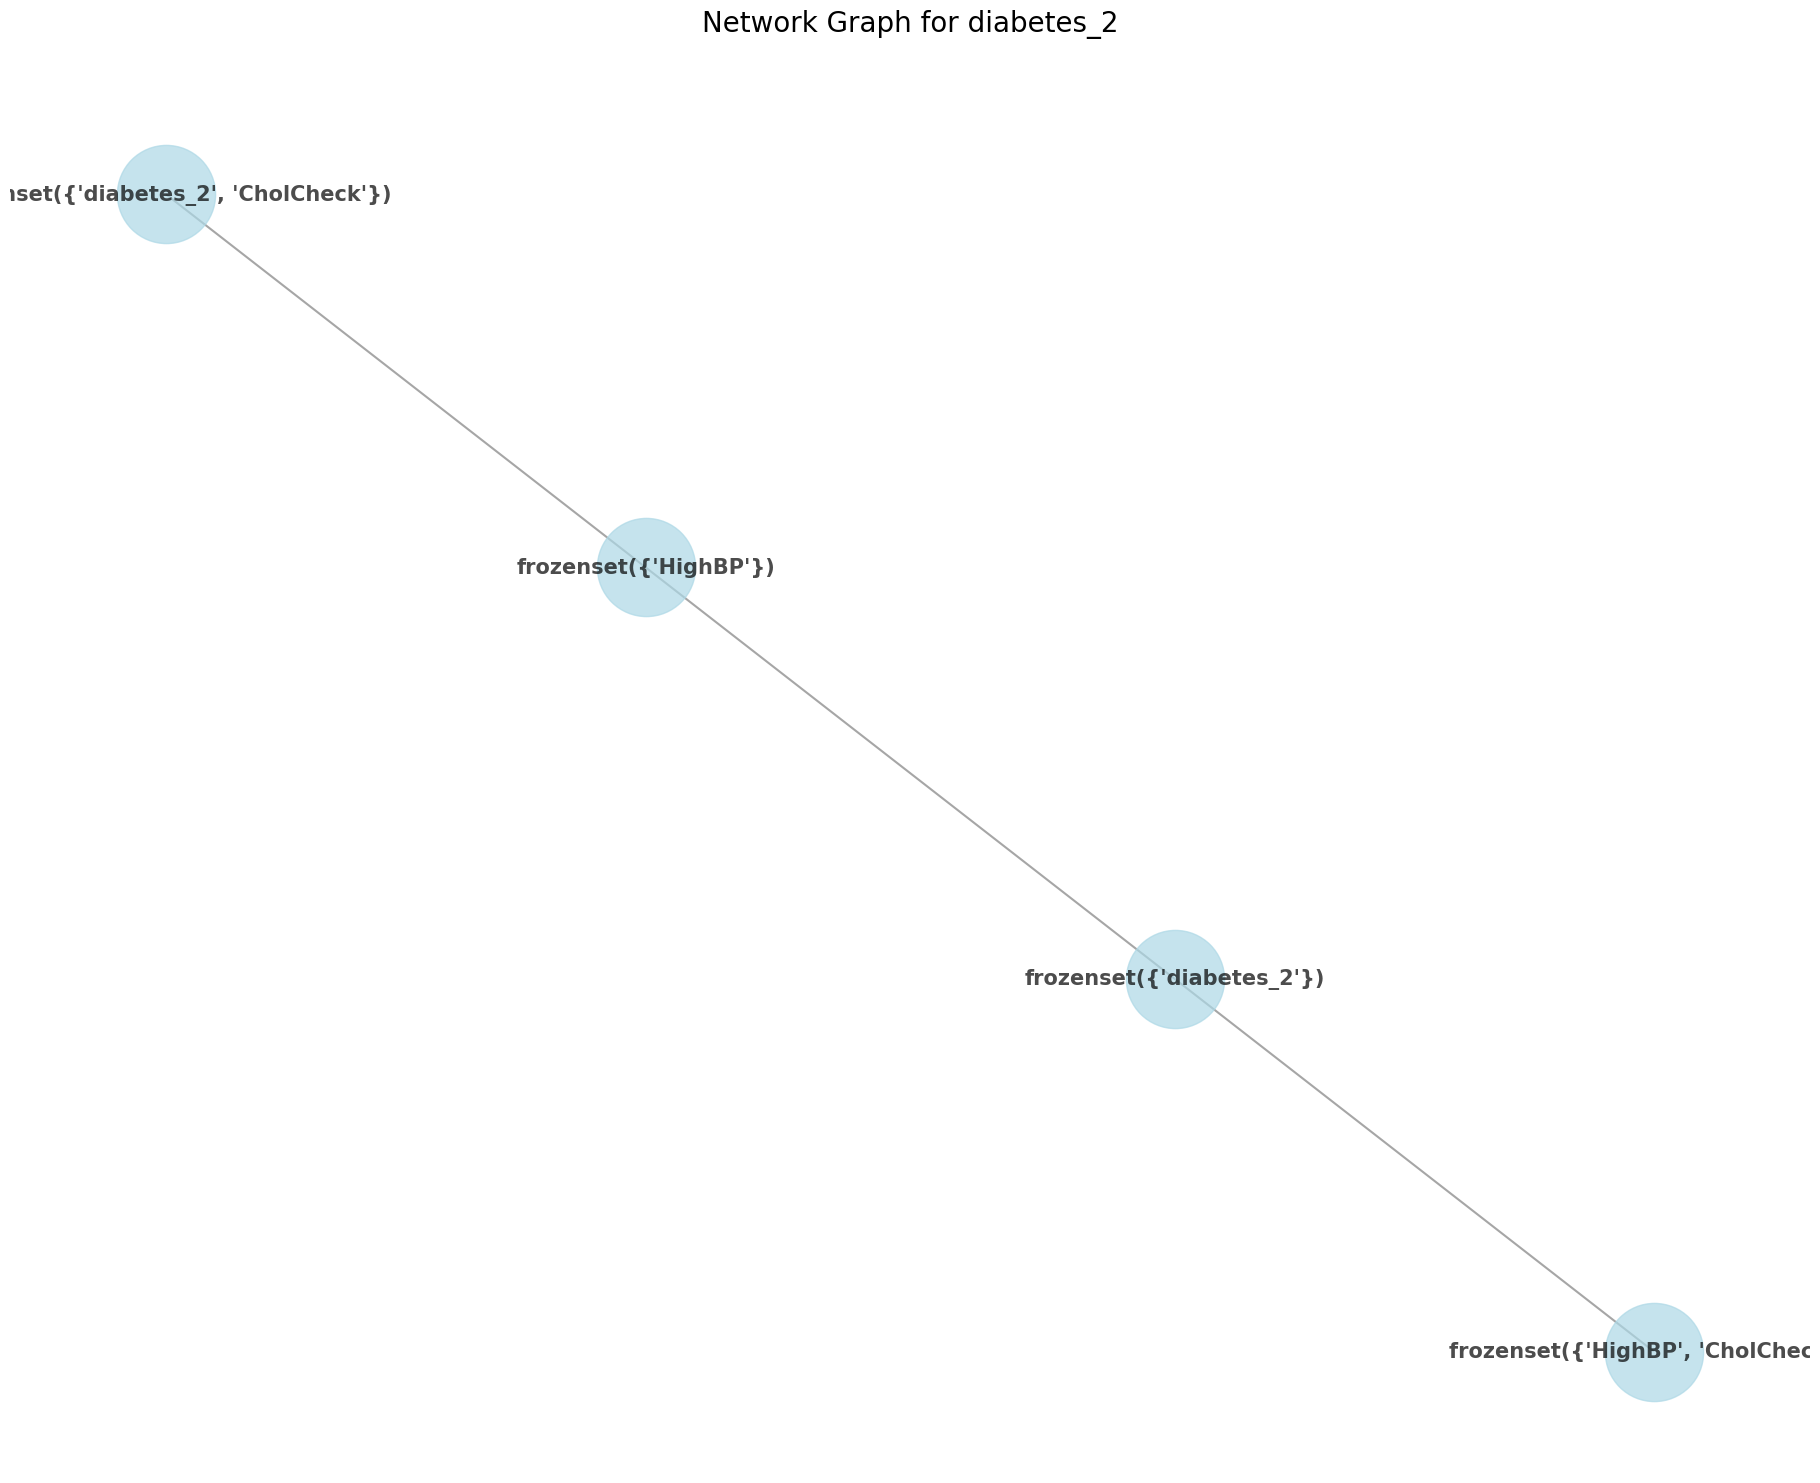 Network Graph for diabetes_2
nset({'diabetes_2', 'CholCheck'})
frozenset({'HighBP'})
frozenset({'diabetes_2'})
frozenset({'HighBP', 'CholChec